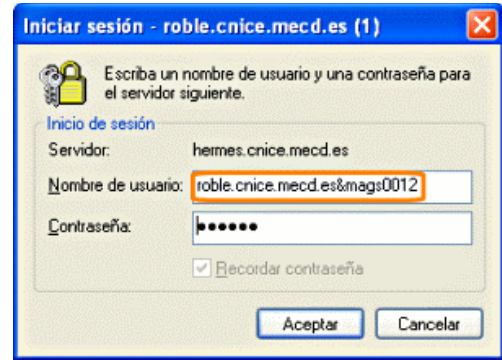 Iniciar sesión - roble.cnice.mecd.es (1)
Escriba un nombre de usuario y una contraseña para
el servidor siguiente.
Inicio de sesión
Servidor: hermes.cnice.mecd.es
Nombre de usuario: roble.cnice.mecd.es&mags0012
Contraseña: ●●●●●●
Recordar contraseña
Aceptar Cancelar